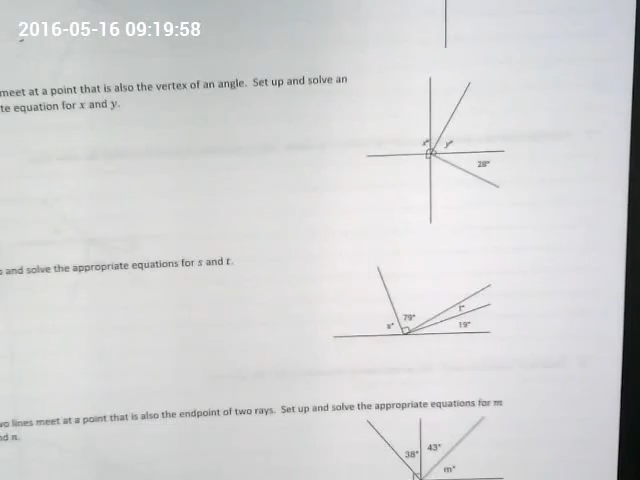 2016-05-16 09:19:58
meet at a point that is also the vertex of an angle. Set up and solve an
te equation for x and y.
x°
y°
28°
and solve the appropriate equations for s and t.
79°
s°
t°
19°
wo lines meet at a point that is also the endpoint of two rays. Set up and solve the appropriate equations for m
nd n.
38°
43°
m°